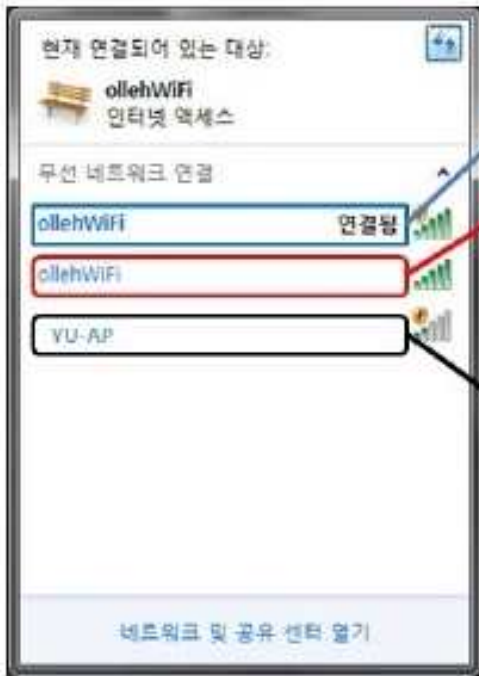 현재 연결되어 있는 대상:
ollehWiFi
인터넷 액세스
무선 네트워크 연결
ollehWiFi 연결됨
ollehWiFi
YU-AP
네트워크 및 공유 센터 열기